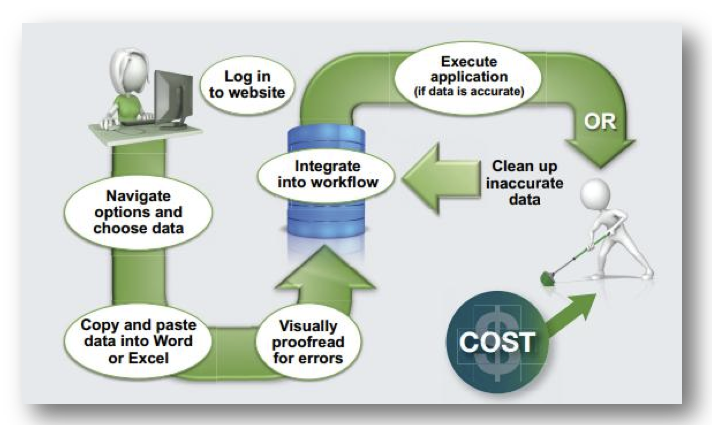 Log in
to website
Navigate
options and
choose data
Copy and paste
data into Word
or Excel
Visually
proofread
for errors
Integrate
into workflow
Execute
application
(if data is accurate)
OR
Clean up
inaccurate
data
$
COST